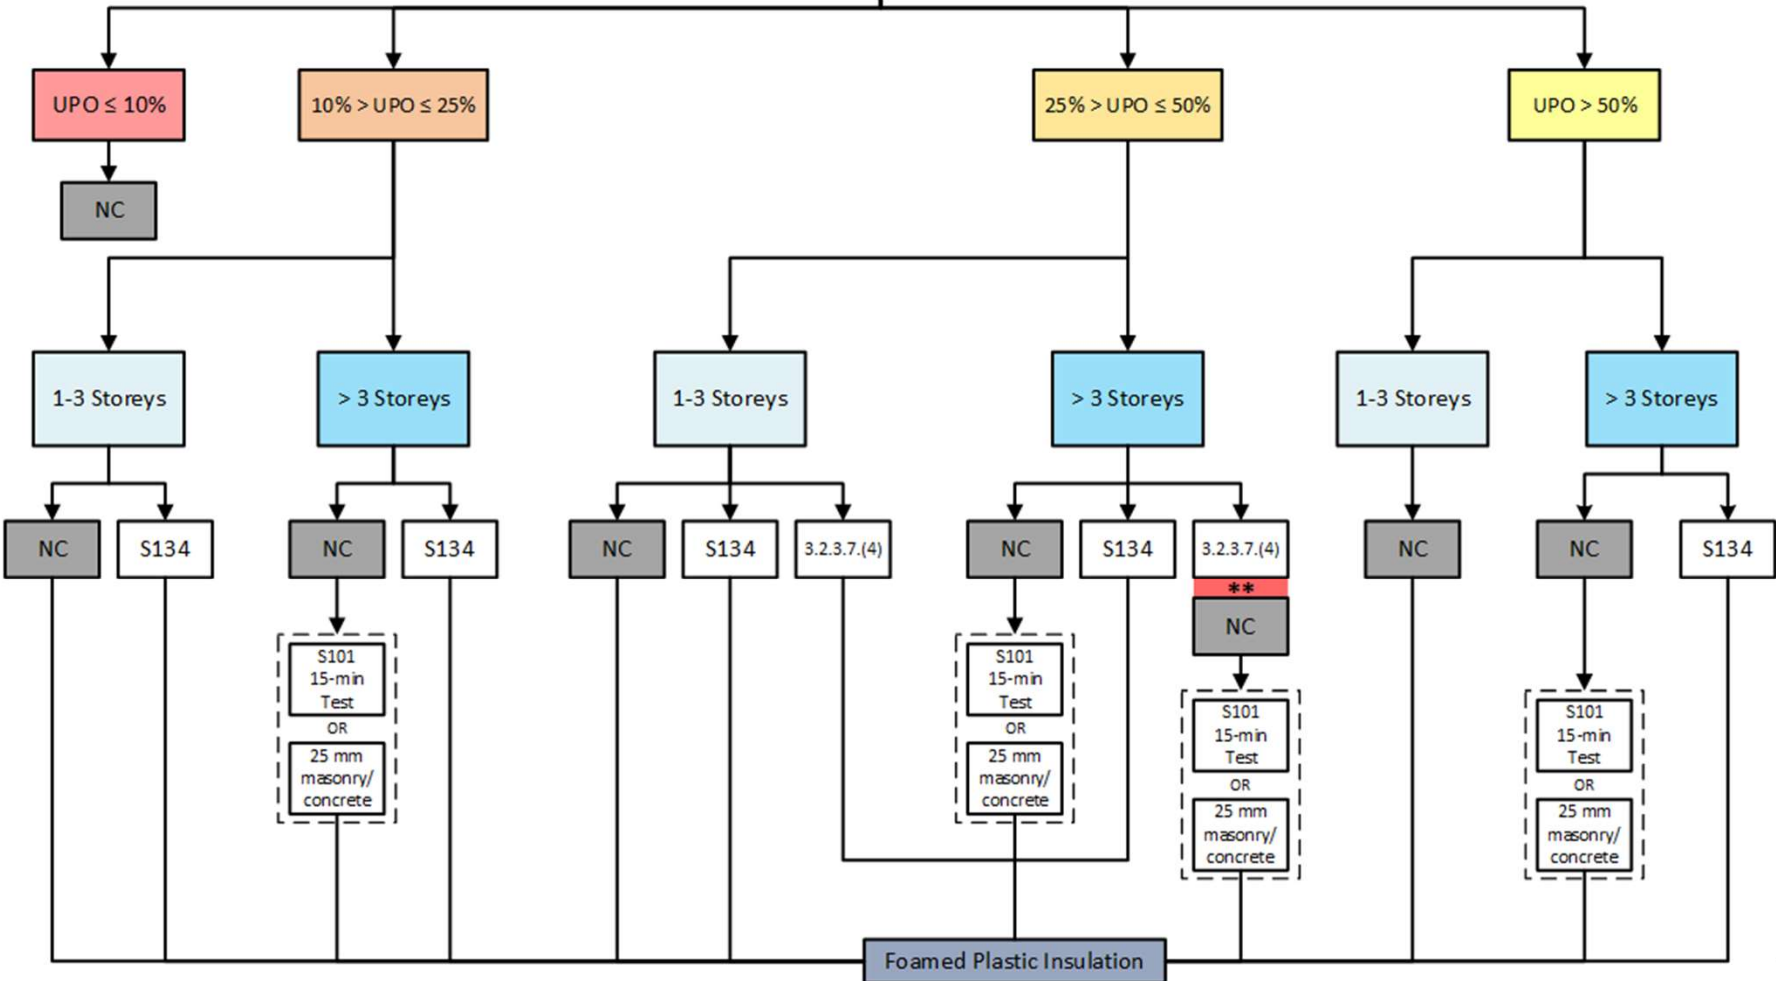 UPO ≤ 10%
10% > UPO ≤ 25%
25% > UPO ≤ 50%
UPO > 50%
NC
1-3 Storeys
> 3 Storeys
1-3 Storeys
> 3 Storeys
1-3 Storeys
> 3 Storeys
NC
S134
NC
S134
NC
S134
3.2.3.7.(4)
NC
S134
3.2.3.7.(4)
NC
NC
S134
**
NC
S101
15-min
Test
OR
25 mm
masonry/
concrete
S101
15-min
Test
OR
25 mm
masonry/
concrete
S101
15-min
Test
OR
25 mm
masonry/
concrete
S101
15-min
Test
OR
25 mm
masonry/
concrete
Foamed Plastic Insulation